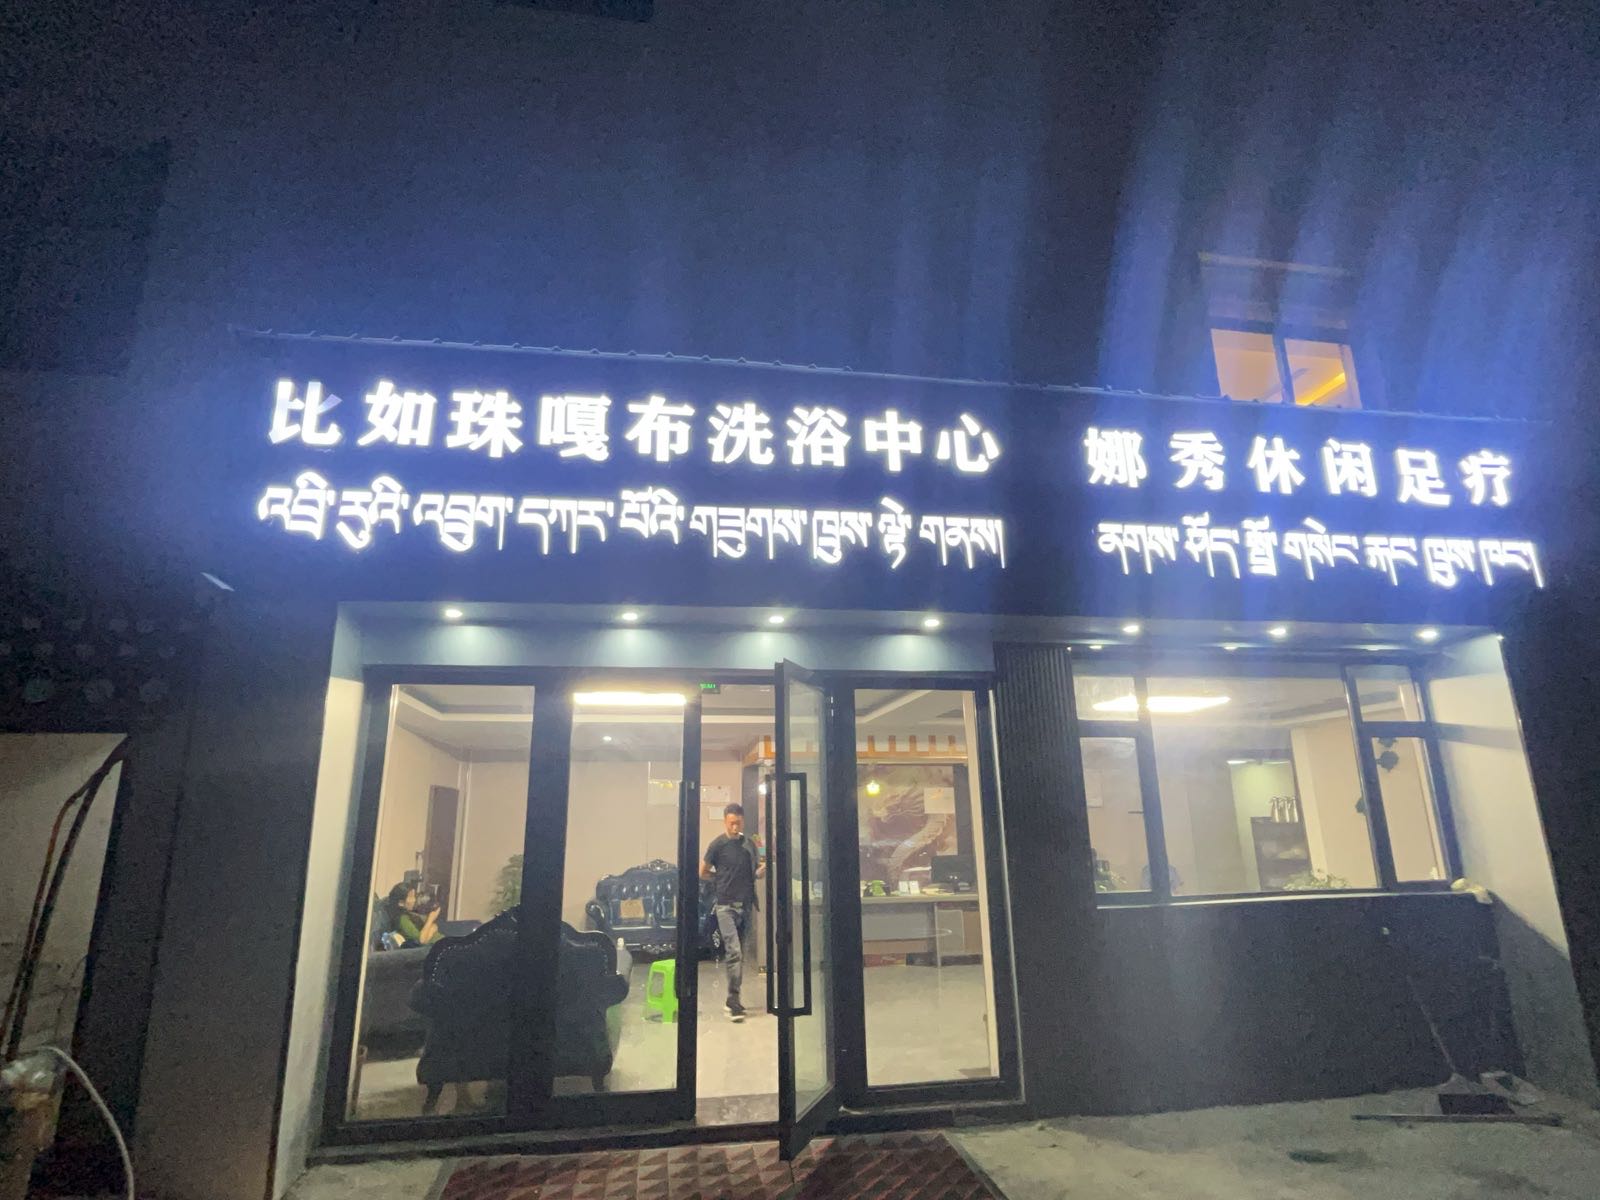 比如珠嘎布洗浴中心
འབྲི་རུའི་འབྲུག་དཀར་པོའི་གཟུགས་ཁྲུས་ལྟེ་གནས།
娜秀休闲足疗
ནགས་ཤོད་སྤྲོ་གསེང་རྐང་ཁྲུས་ཁང་།